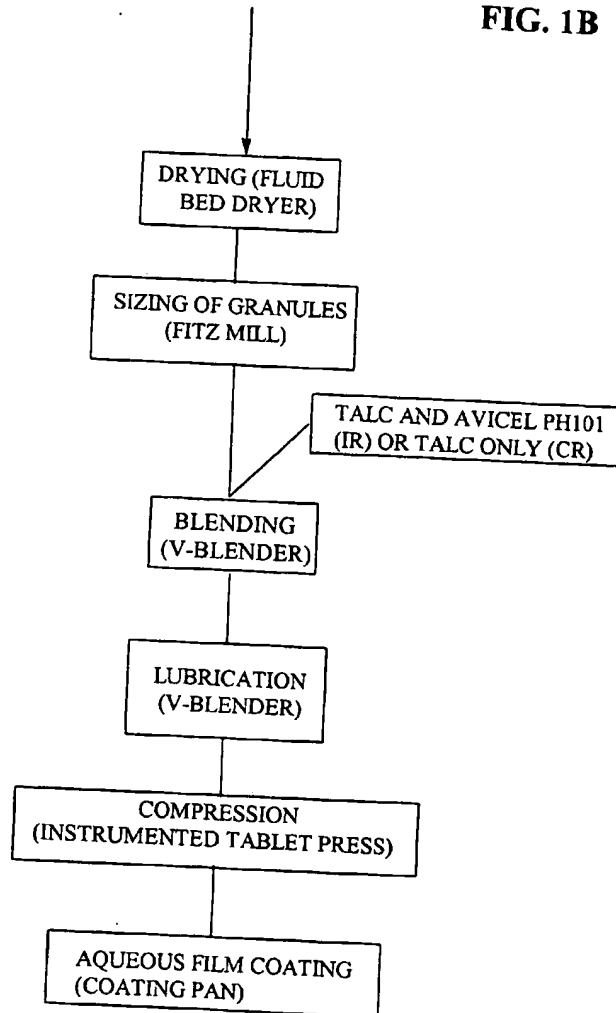 FIG. 1B
DRYING (FLUID
BED DRYER)
SIZING OF GRANULES
(FITZ MILL)
TALC AND AVICEL PH101
(IR) OR TALC ONLY (CR)
BLENDING
(V-BLENDER)
LUBRICATION
(V-BLENDER)
COMPRESSION
(INSTRUMENTED TABLET PRESS)
AQUEOUS FILM COATING
(COATING PAN)